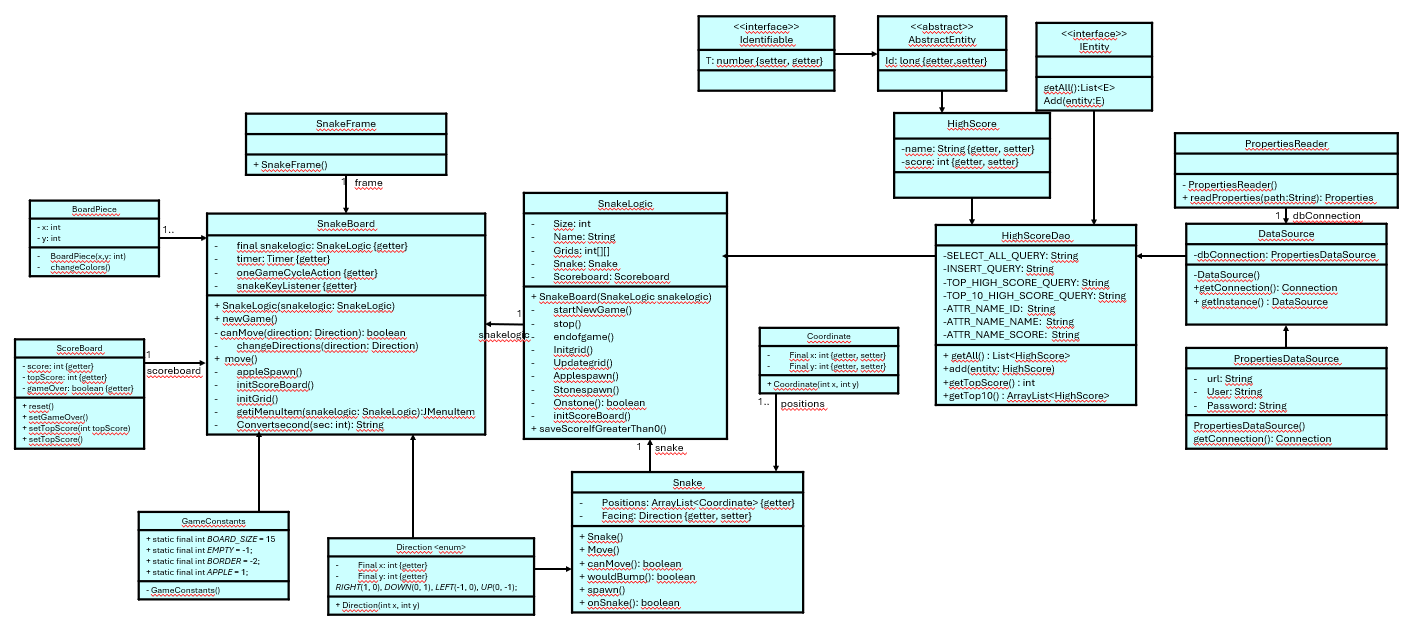 <<interface>>
Identifiable
T: number {setter, getter}
<<abstract>>
AbstractEntity
Id: long {getter,setter}
<<interface>>
IEntity
getAll():List<E>
Add(entity:E)
SnakeFrame
+ SnakeFrame()
1 frame
HighScore
-name: String {getter, setter}
-score: int {getter, setter}
PropertiesReader
- PropertiesReader()
+ readProperties(path:String): Properties
1 dbConnection
BoardPiece
- x: int
- y: int
- BoardPiece(x,y: int)
- changeColors()
1..
SnakeBoard
- final snakelogic: SnakeLogic {getter}
- timer: Timer {getter}
- oneGameCycleAction {getter}
- snakeKeyListener {getter}
+ SnakeLogic(snakelogic: SnakeLogic)
+ newGame()
- canMove(direction: Direction): boolean
- changeDirections(direction: Direction)
+ move()
- appleSpawn()
- initScoreBoard()
- initGrid()
- getiMenuItem(snakelogic: SnakeLogic):JMenuItem
- Convertsecond(sec: int): String
SnakeLogic
- Size: int
- Name: String
- Grids: int[][]
- Snake: Snake
- Scoreboard: Scoreboard
+ SnakeBoard(SnakeLogic snakelogic)
- startNewGame()
- stop()
- endofgame()
- Initgrid()
- Updategrid()
- Applespawn()
- Stonespawn()
- Onstone(): boolean
- initScoreBoard()
+ saveScoreIfGreaterThan0()
1
snakelogic
HighScoreDao
-SELECT_ALL_QUERY: String
-INSERT_QUERY: String
-TOP_HIGH_SCORE_QUERY: String
-TOP_10_HIGH_SCORE_QUERY: String
-ATTR_NAME_ID: String
-ATTR_NAME_NAME: String
-ATTR_NAME_SCORE: String
+ getAll() : List<HighScore>
+add(entity: HighScore)
+getTopScore() : int
+getTop10() : ArrayList<HighScore>
DataSource
-dbConnection: PropertiesDataSource
-DataSource()
+getConnection(): Connection
+ getInstance() : DataSource
ScoreBoard
- score: int {getter}
- topScore: int {getter}
- gameOver: boolean {getter}
+ reset()
+ setGameOver()
+ setTopScore(int topScore)
+ setTopScore()
1
scoreboard
Coordinate
- Final x: int {getter, setter}
- Final y: int {getter, setter}
+ Coordinate(int x, int y)
1.. positions
PropertiesDataSource
- url: String
- User: String
- Password: String
PropertiesDataSource()
getConnection(): Connection
1 snake
Snake
- Positions: ArrayList<Coordinate> {getter}
- Facing: Direction {getter, setter}
+ Snake()
+ Move()
+ canMove(): boolean
+ wouldBump(): boolean
+ spawn()
+ onSnake(): boolean
GameConstants
+ static final int BOARD_SIZE = 15
+ static final int EMPTY = -1;
+ static final int BORDER = -2;
+ static final int APPLE = 1;
- GameConstants()
Direction <enum>
- Final x: int {getter}
- Final y: int {getter}
RIGHT(1, 0), DOWN(0, 1), LEFT(-1, 0), UP(0, -1);
+ Direction(int x, int y)